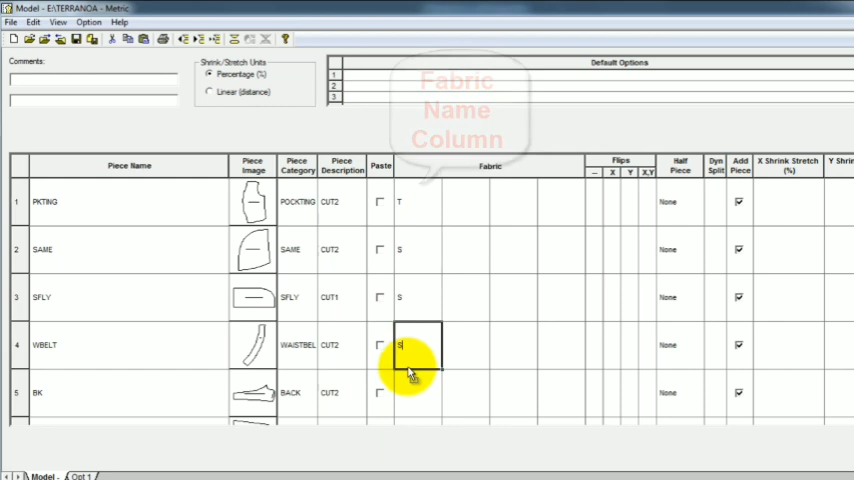 Model - E:\TERRANOA - Metric
File Edit View Option Help
Comments:
Shrink/Stretch Units
Percentage (%)
Linear (distance)
Default Options
1
2
3
Fabric
Name
Column
Piece Name Piece Image Piece Category Piece Description Paste Fabric Flips -- X Y X,Y Half Piece Dyn Split Add Piece X Shrink Stretch (%) Y Shrin
1 PKTING POCKTING CUT2 T None
2 SAME SAME CUT2 S None
3 SFLY SFLY CUT1 S None
4 WBELT WAISTBEL CUT2 S None
5 BK BACK CUT2 None
Model - Opt 1